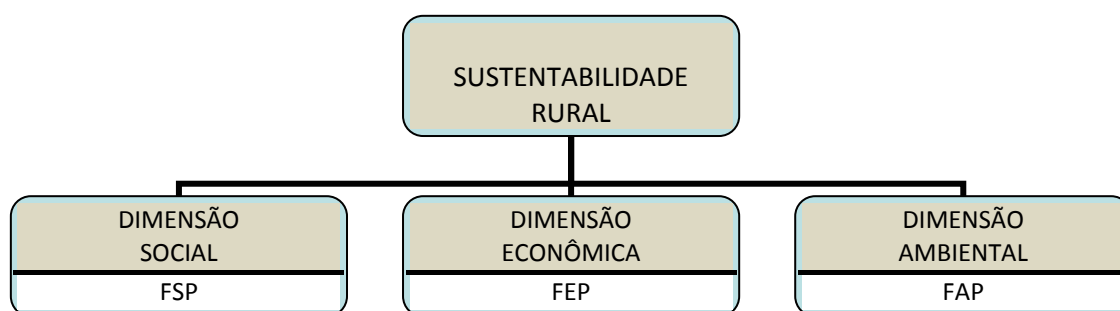 SUSTENTABILIDADE
RURAL
DIMENSÃO
SOCIAL
FSP
DIMENSÃO
ECONÔMICA
FEP
DIMENSÃO
AMBIENTAL
FAP